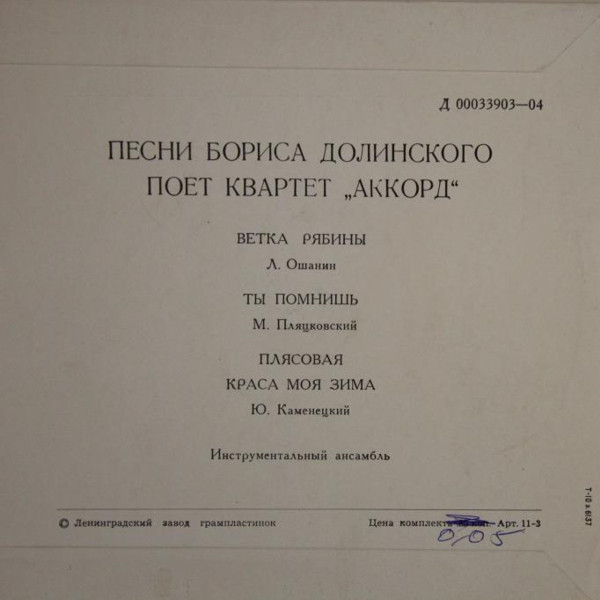 Д 00033903—04
ПЕСНИ БОРИСА ДОЛИНСКОГО
ПОЕТ КВАРТЕТ „АККОРД“
ВЕТКА РЯБИНЫ
Л. Ошанин
ТЫ ПОМНИШЬ
М. Пляцковский
ПЛЯСОВАЯ
КРАСА МОЯ ЗИМА
Ю. Каменецкий
Инструментальный ансамбль
© Ленинградский завод грампластинок
Цена комплекта коп. Арт. 11-3
0,05